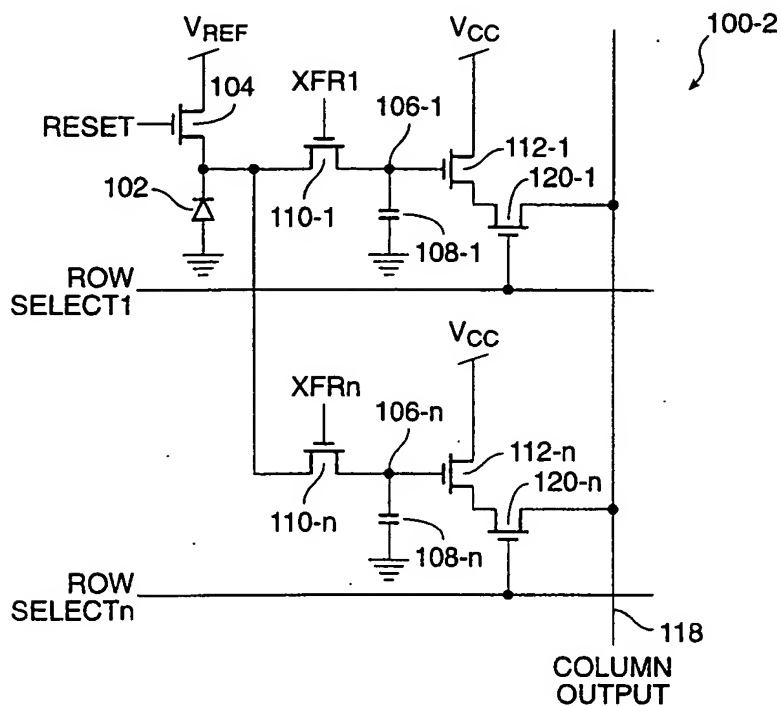 100-2
VREF
VCC
104
XFR1
106-1
RESET
112-1
102
120-1
110-1
108-1
ROW
SELECT1
VCC
XFRn
106-n
112-n
120-n
110-n
108-n
ROW
SELECTn
118
COLUMN
OUTPUT